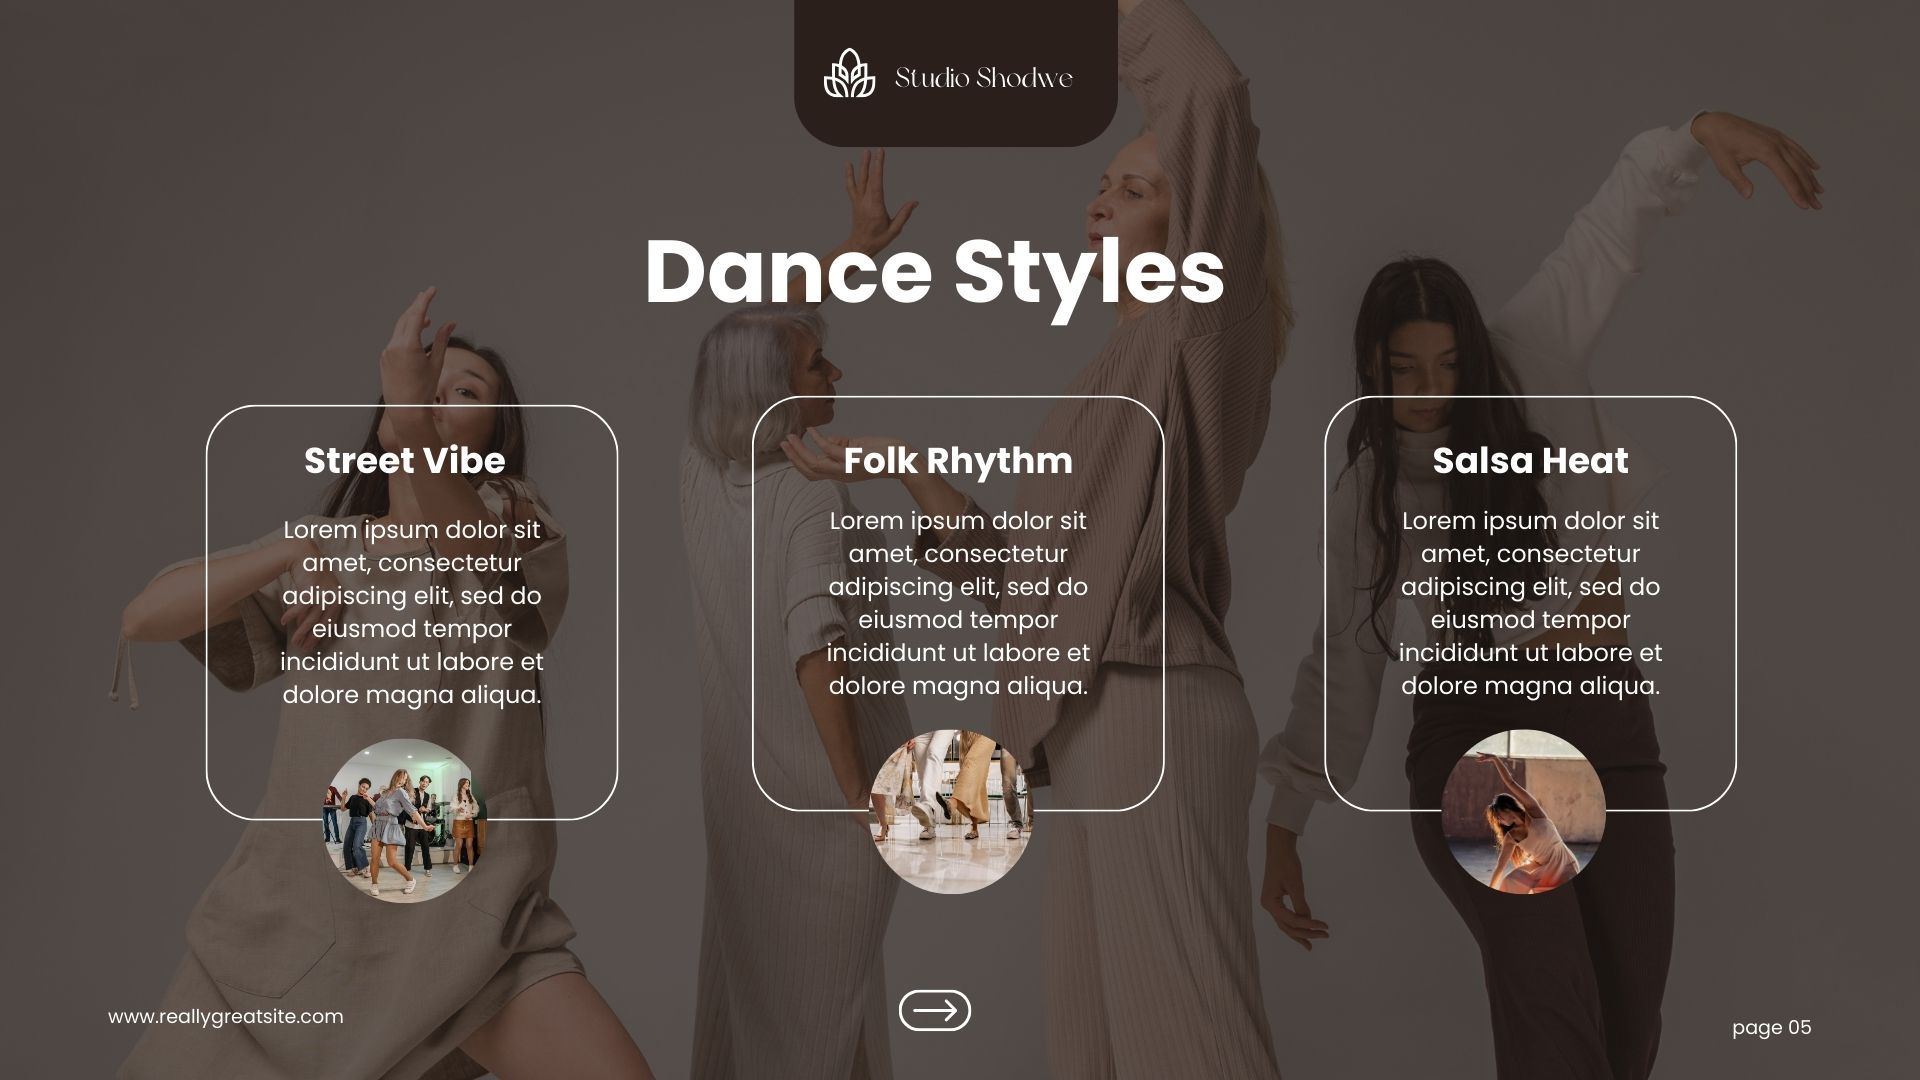 Studio Shodwe
Dance Styles
Street Vibe
Lorem ipsum dolor sit
amet, consectetur
adipiscing elit, sed do
eiusmod tempor
incididunt ut labore et
dolore magna aliqua.
Folk Rhythm
Lorem ipsum dolor sit
amet, consectetur
adipiscing elit, sed do
eiusmod tempor
incididunt ut labore et
dolore magna aliqua.
Salsa Heat
Lorem ipsum dolor sit
amet, consectetur
adipiscing elit, sed do
eiusmod tempor
incididunt ut labore et
dolore magna aliqua.
www.reallygreatsite.com
page 05